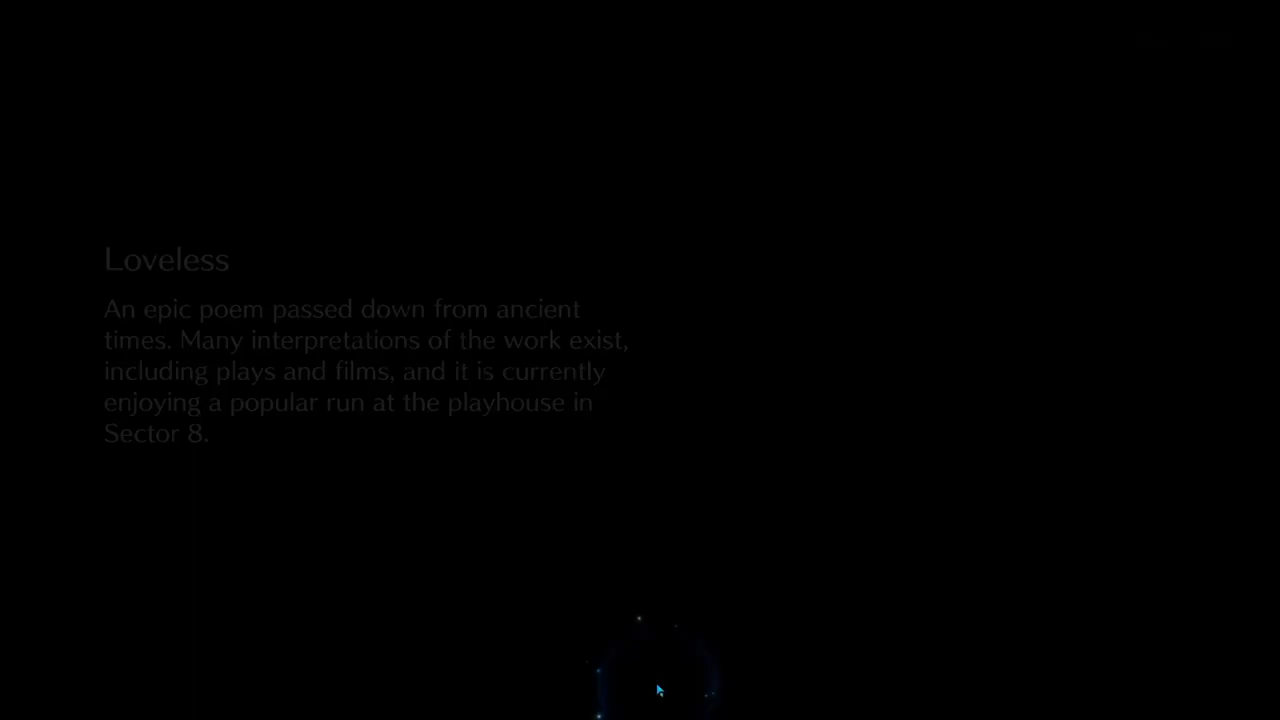 Loveless
An epic poem passed down from ancient
times. Many interpretations of the work exist,
including plays and films, and it is currently
enjoying a popular run at the playhouse in
Sector 8.